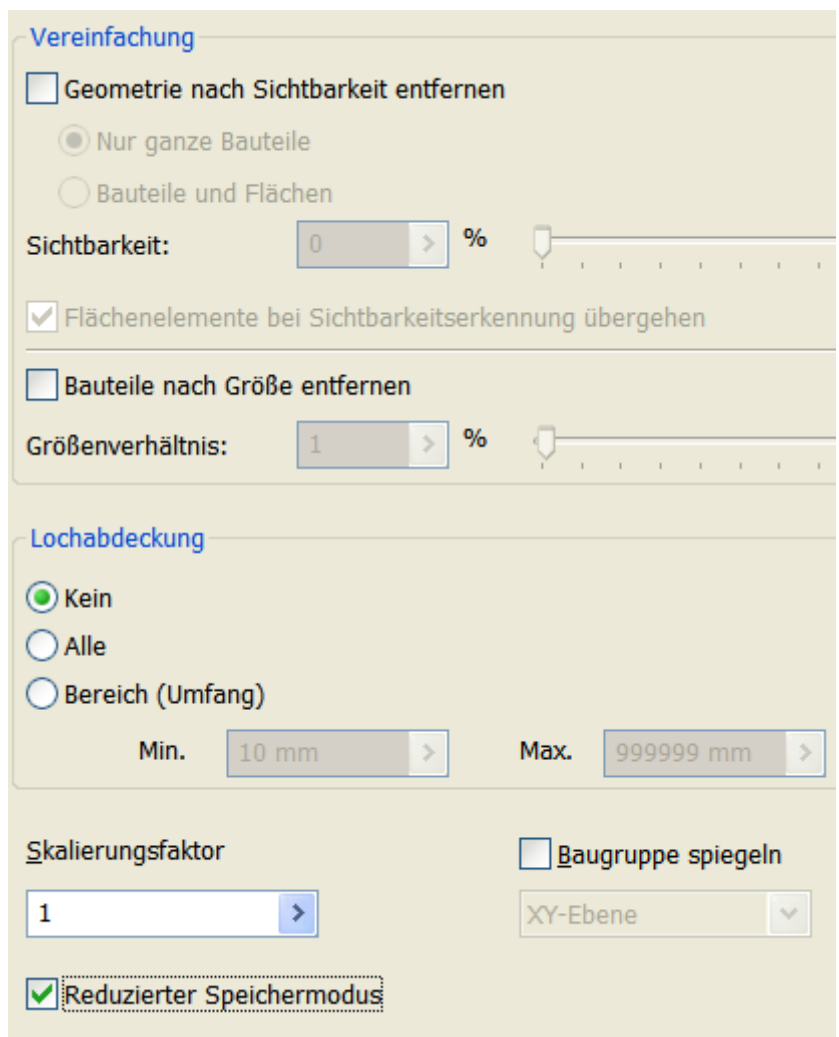 Vereinfachung
Geometrie nach Sichtbarkeit entfernen
Nur ganze Bauteile
Bauteile und Flächen
Sichtbarkeit: 0 %
Flächenelemente bei Sichtbarkeitserkennung übergehen
Bauteile nach Größe entfernen
Größenverhältnis: 1 %
Lochabdeckung
Kein
Alle
Bereich (Umfang)
Min. 10 mm Max. 999999 mm
Skalierungsfaktor Baugruppe spiegeln
1 XY-Ebene
Reduzierter Speichermodus